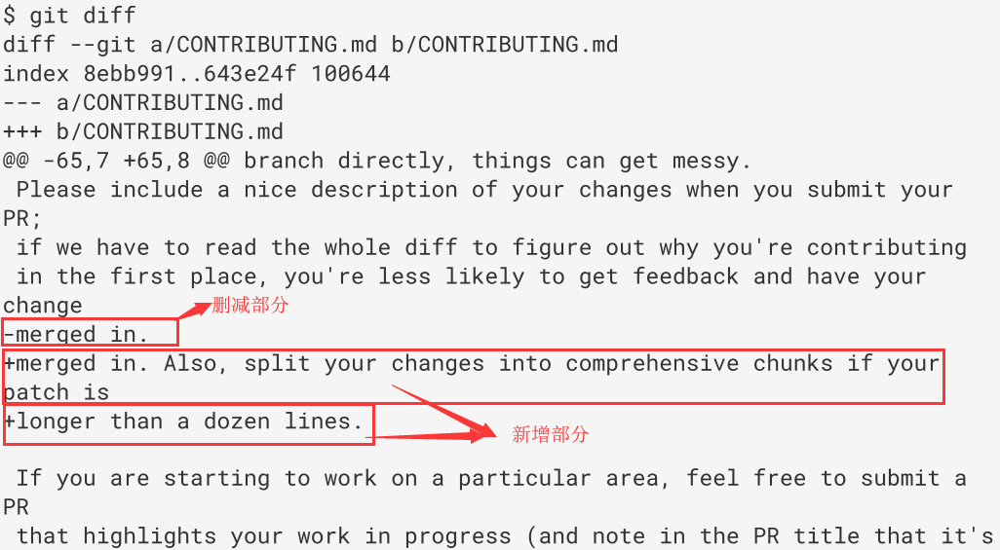 $ git diff
diff --git a/CONTRIBUTING.md b/CONTRIBUTING.md
index 8ebb991..643e24f 100644
--- a/CONTRIBUTING.md
+++ b/CONTRIBUTING.md
@@ -65,7 +65,8 @@ branch directly, things can get messy.
 Please include a nice description of your changes when you submit your
PR;
 if we have to read the whole diff to figure out why you're contributing
 in the first place, you're less likely to get feedback and have your
change
删减部分
-merged in.
+merged in. Also, split your changes into comprehensive chunks if your
patch is
+longer than a dozen lines.
新增部分
 If you are starting to work on a particular area, feel free to submit a
PR
 that highlights your work in progress (and note in the PR title that it's